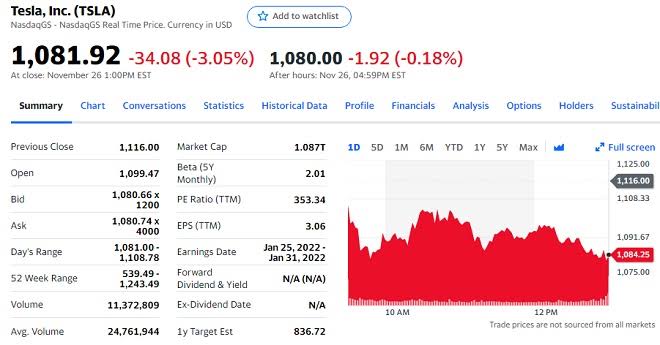 Tesla, Inc. (TSLA)
NasdaqGS - NasdaqGS Real Time Price. Currency in USD
Add to watchlist
1,081.92 -34.08 (-3.05%) 1,080.00 -1.92 (-0.18%)
At close: November 26 1:00PM EST After hours: Nov 26, 04:59PM EST
Summary Chart Conversations Statistics Historical Data Profile Financials Analysis Options Holders Sustainabil
Previous Close 1,116.00
Open 1,099.47
Bid 1,080.66 x
1200
Ask 1,080.74 x
4000
Day's Range 1,081.00 -
1,108.78
52 Week Range 539.49 -
1,243.49
Volume 11,372,809
Avg. Volume 24,761,944
Market Cap 1.087T
Beta (5Y
Monthly) 2.01
PE Ratio (TTM) 353.34
EPS (TTM) 3.06
Earnings Date Jan 25, 2022 -
Jan 31, 2022
Forward
Dividend & Yield N/A (N/A)
Ex-Dividend Date N/A
1y Target Est 836.72
1D 5D 1M 6M YTD 1Y 5Y Max Full screen
1,125.00
1,116.00
1,108.33
1,091.67
1,084.25
1,075.00
10 AM 12 PM
Trade prices are not sourced from all markets